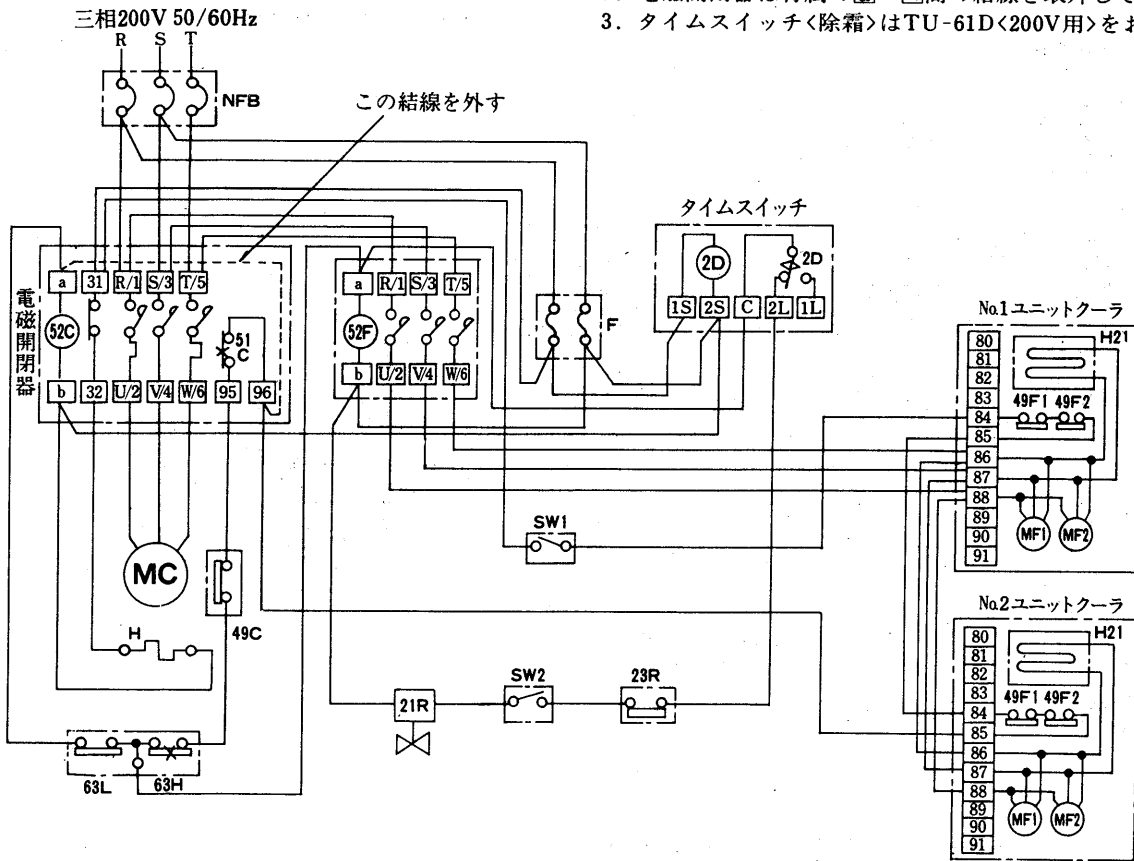 3. タイムスイッチ<除霜>はTU-61D<200V用>をお
三相200V 50/60Hz
R S T
NFB
この結線を外す
タイムスイッチ
2D 2D
1S 2S C 2L 1L
F
電磁開閉器
a 31 R/1 S/3 T/5
52C
51
C
b 32 U/2 V/4 W/6 95 96
a R/1 S/3 T/5
52F
b U/2 V/4 W/6
No.1ユニットクーラ
H21
80
81
82
83
49F1 49F2
84
85
86
87
88
89
90
91
MF1 MF2
SW1
MC
49C
H
No.2ユニットクーラ
H21
80
81
82
83
49F1 49F2
84
85
86
87
88
89
90
91
MF1 MF2
SW2
23R
21R
63L 63H